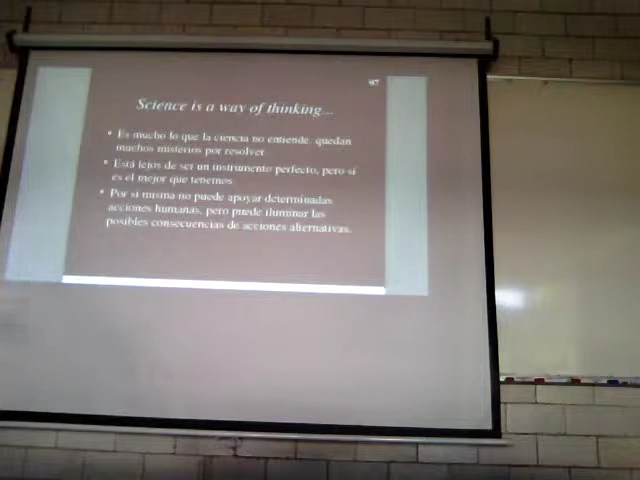 97
Science is a way of thinking...
• Es mucho lo que la ciencia no entiende, quedan
muchos misterios por resolver
• Está lejos de ser un instrumento perfecto, pero sí
es el mejor que tenemos
• Por sí misma no puede apoyar determinadas
acciones humanas, pero puede iluminar las
posibles consecuencias de acciones alternativas.